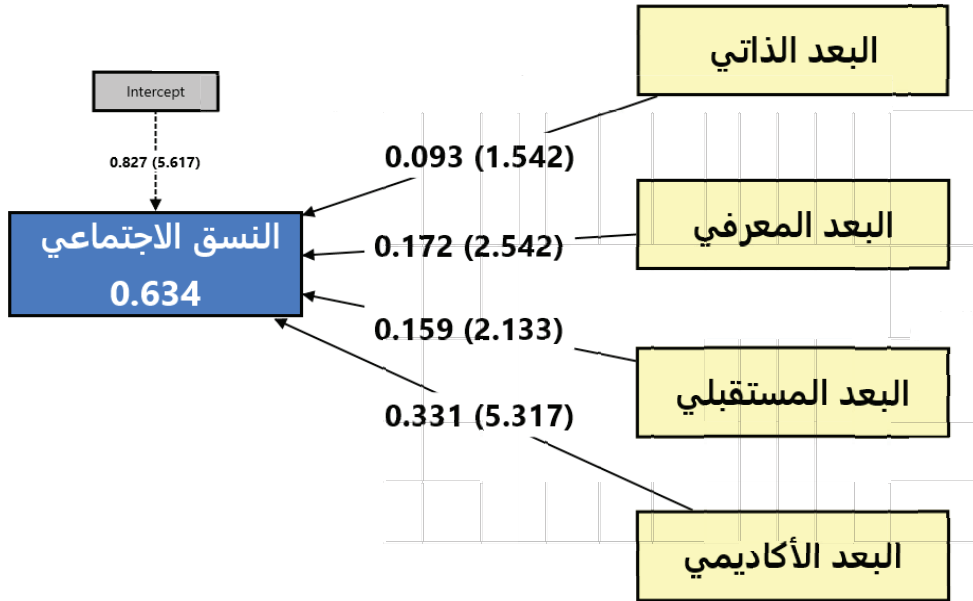 البعد الذاتي
Intercept
0.827 (5.617)
0.093 (1.542)
النسق الاجتماعي
0.634
البعد المعرفي
0.172 (2.542)
0.159 (2.133)
البعد المستقبلي
0.331 (5.317)
البعد الأكاديمي